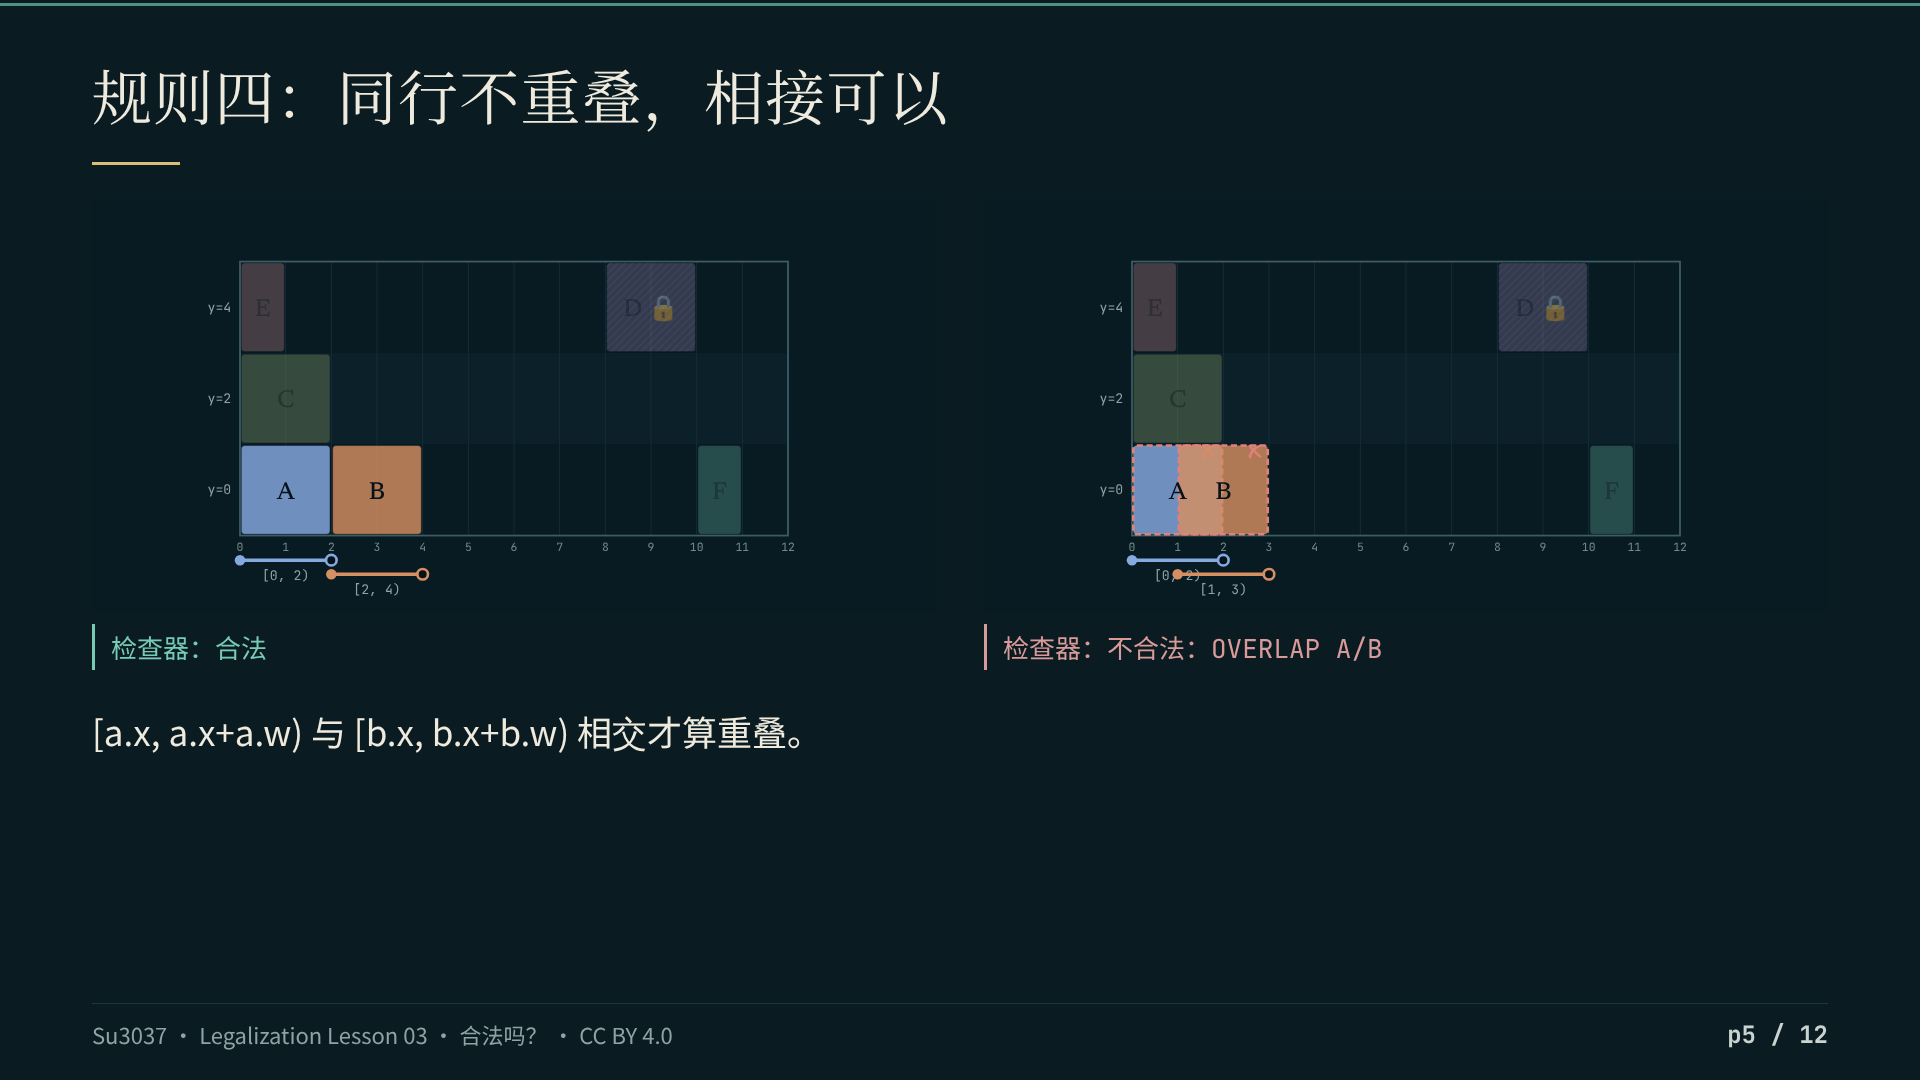 规则四：同行不重叠，相接可以
y=4
E
D 🔒
y=2
C
y=0
A
B
F
0 1 2 3 4 5 6 7 8 9 10 11 12
[0, 2)
[2, 4)
y=4
E
D 🔒
y=2
C
y=0
A
B
F
0 1 2 3 4 5 6 7 8 9 10 11 12
[0, 2)
[1, 3)
检查器：合法
检查器：不合法：OVERLAP A/B
[a.x, a.x+a.w) 与 [b.x, b.x+b.w) 相交才算重叠。
Su3037 · Legalization Lesson 03 · 合法吗？ · CC BY 4.0
p5 / 12